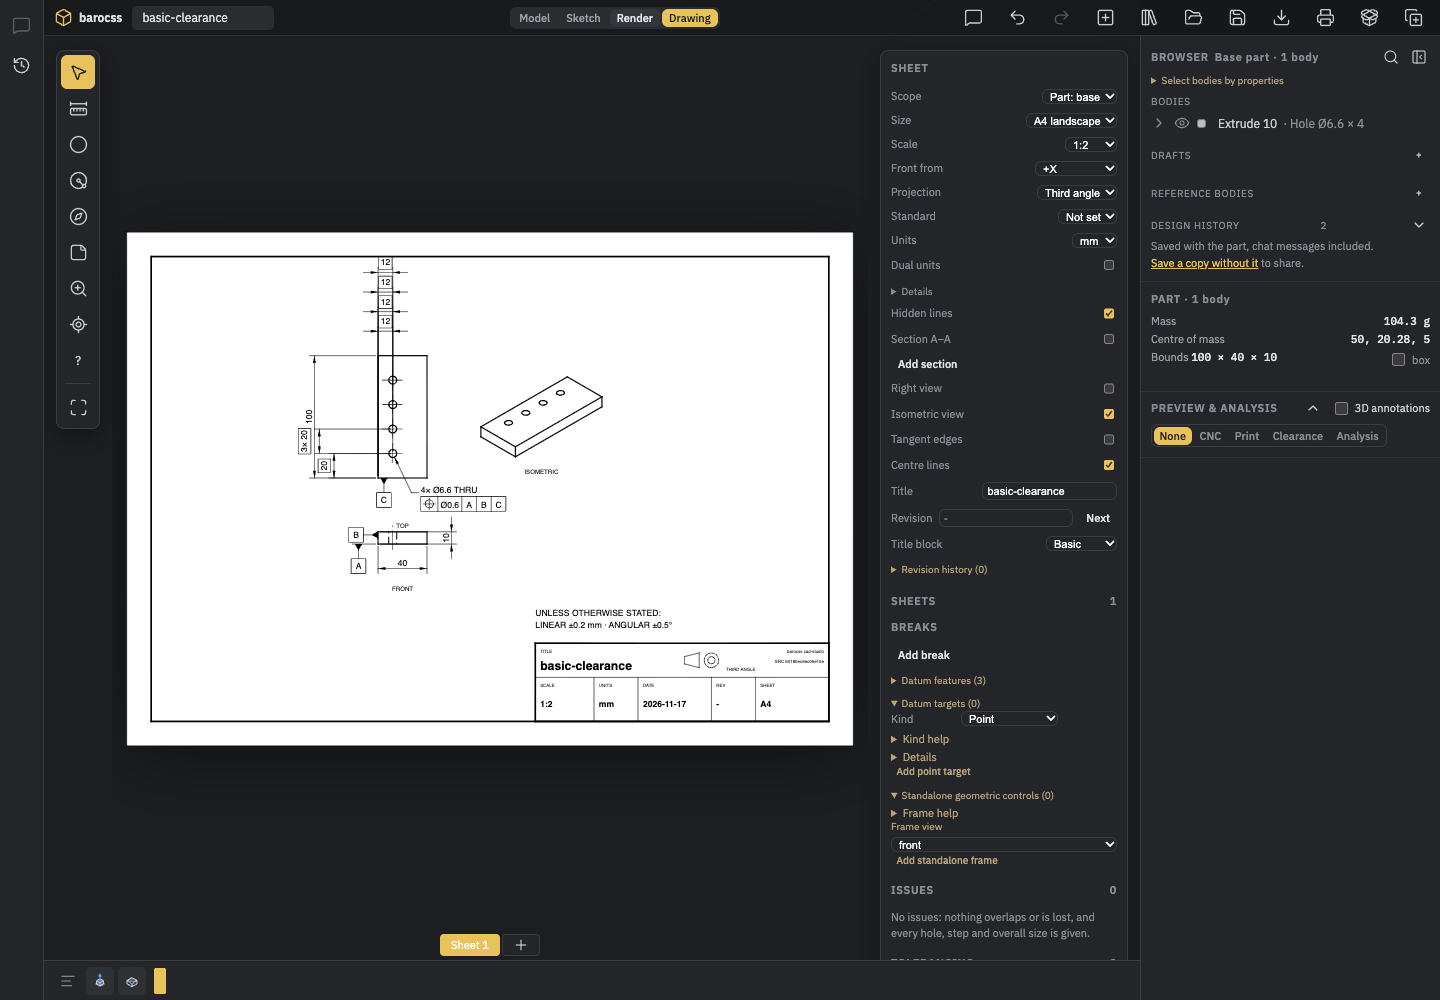 barocss
basic-clearance
Model Sketch Render Drawing
BROWSER Base part · 1 body
Select bodies by properties
BODIES
Extrude 10 · Hole Ø6.6 × 4
DRAFTS
REFERENCE BODIES
DESIGN HISTORY 2
Saved with the part, chat messages included.
Save a copy without it to share.
PART · 1 body
Mass 104.3 g
Centre of mass 50, 20.28, 5
Bounds 100 × 40 × 10 box
PREVIEW & ANALYSIS 3D annotations
None CNC Print Clearance Analysis
SHEET
Scope Part: base
Size A4 landscape
Scale 1:2
Front from +X
Projection Third angle
Standard Not set
Units mm
Dual units
Details
Hidden lines
Section A–A
Add section
Right view
Isometric view
Tangent edges
Centre lines
Title basic-clearance
Revision - Next
Title block Basic
Revision history (0)
SHEETS 1
BREAKS
Add break
Datum features (3)
Datum targets (0)
Kind Point
Kind help
Details
Add point target
Standalone geometric controls (0)
Frame help
Frame view
front
Add standalone frame
ISSUES 0
No issues: nothing overlaps or is lost, and
every hole, step and overall size is given.
12
12
12
12
100
3× 20
20
C
4× Ø6.6 THRU
Ø0.6 A B C
ISOMETRIC
TOP
B
A
10
40
FRONT
UNLESS OTHERWISE STATED:
LINEAR ±0.2 mm · ANGULAR ±0.5°
TITLE
basic-clearance
THIRD ANGLE
barocss cad-studio
SCALE UNITS DATE REV SHEET
1:2 mm 2026-11-17 - A4
Sheet 1
?